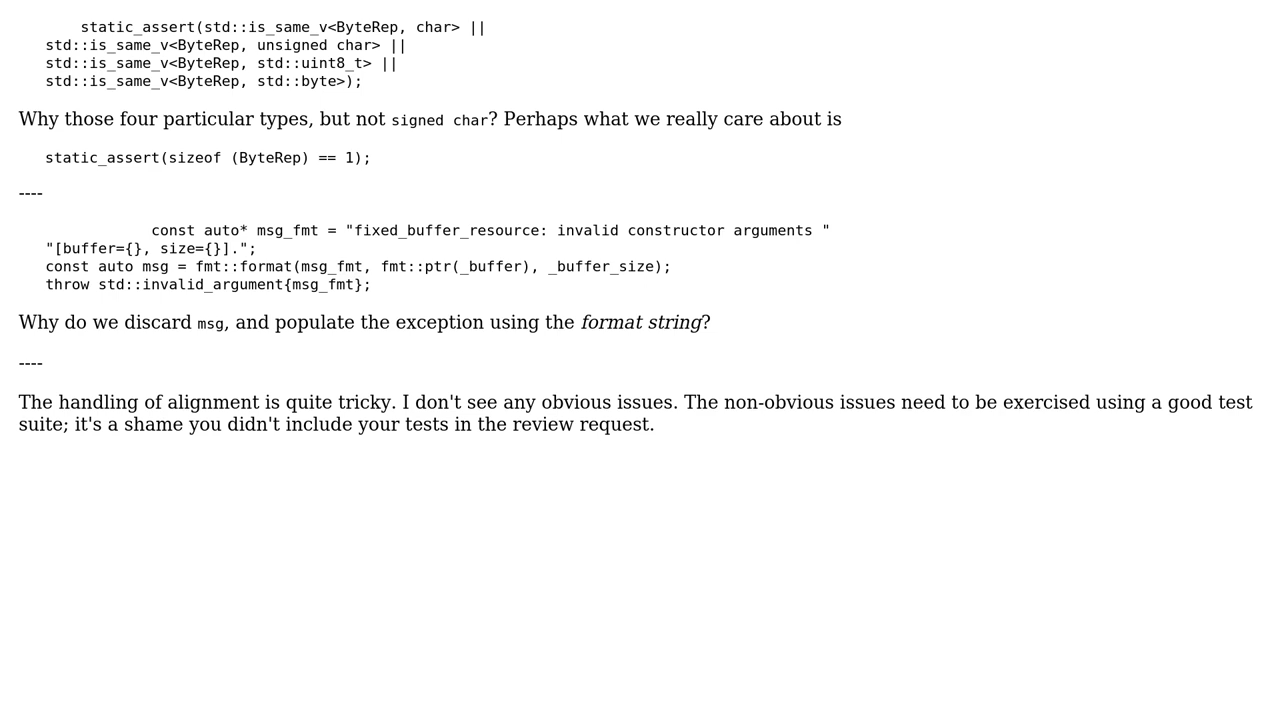 static_assert(std::is_same_v<ByteRep, char> ||
std::is_same_v<ByteRep, unsigned char> ||
std::is_same_v<ByteRep, std::uint8_t> ||
std::is_same_v<ByteRep, std::byte>);
Why those four particular types, but not signed char? Perhaps what we really care about is
static_assert(sizeof (ByteRep) == 1);
----
const auto* msg_fmt = "fixed_buffer_resource: invalid constructor arguments "
"[buffer={}, size={}].";
const auto msg = fmt::format(msg_fmt, fmt::ptr(_buffer), _buffer_size);
throw std::invalid_argument{msg_fmt};
Why do we discard msg, and populate the exception using the format string?
----
The handling of alignment is quite tricky. I don't see any obvious issues. The non-obvious issues need to be exercised using a good test
suite; it's a shame you didn't include your tests in the review request.